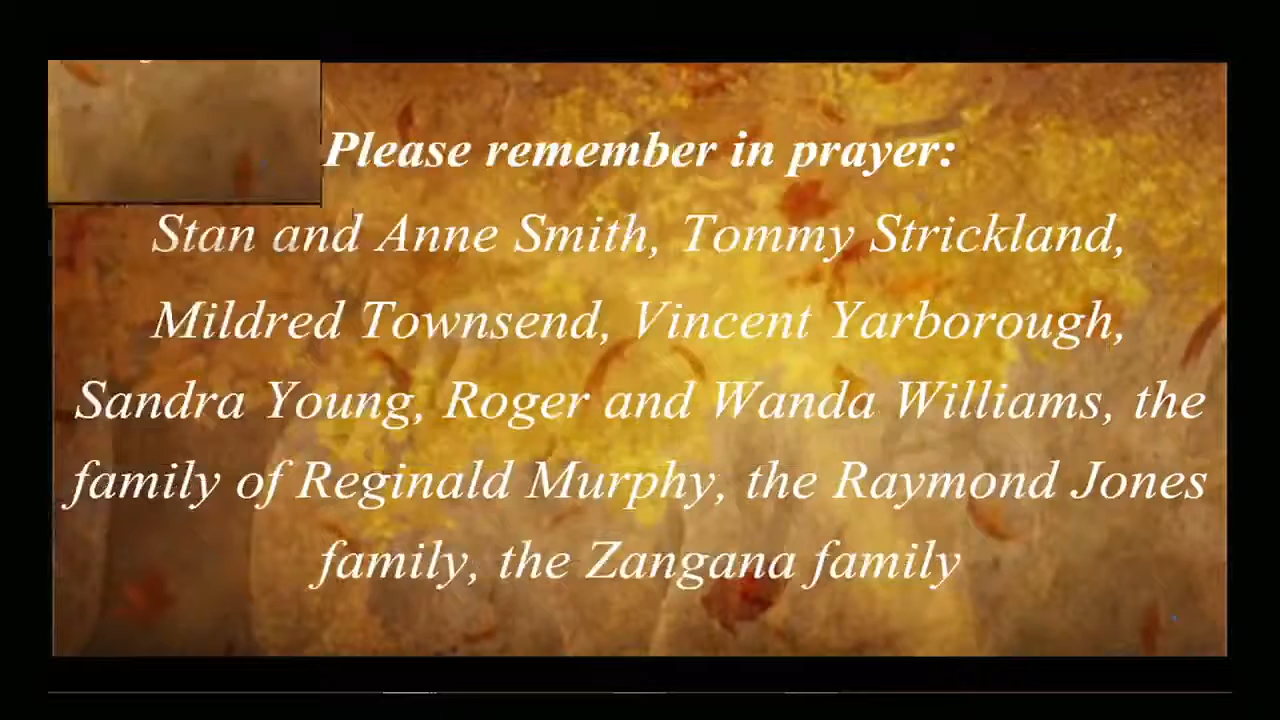 Please remember in prayer:
Stan and Anne Smith, Tommy Strickland,
Mildred Townsend, Vincent Yarborough,
Sandra Young, Roger and Wanda Williams, the
family of Reginald Murphy, the Raymond Jones
family, the Zangana family